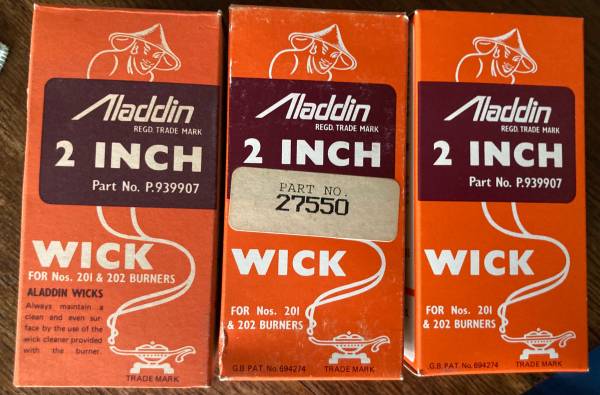 Aladdin
REGD. TRADE MARK
2 INCH
Part No. P.939907
WICK
FOR Nos. 201 & 202 BURNERS
ALADDIN WICKS
Always maintain a
clean and even sur-
face by the use of the
wick cleaner provided
with the burner.
TRADE MARK
Aladdin
REGD. TRADE MARK
2 INCH
PART NO.
27550
WICK
FOR Nos. 201
& 202 BURNERS
G.B. PAT. No. 694274
TRADE MARK
Aladdin
REGD. TRADE MARK
2 INCH
Part No. P.939907
WICK
FOR Nos. 201
& 202 BURNERS
G.B. PAT. No. 694274
TRADE MARK